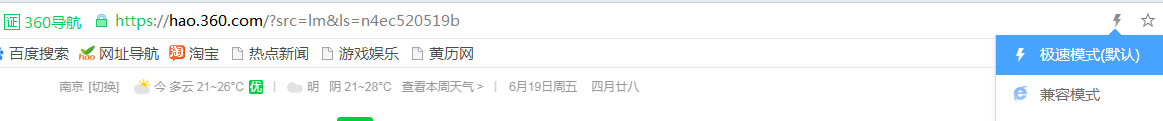 证 360导航 https://hao.360.com/?src=lm&ls=n4ec520519b
百度搜索 hao 网址导航 淘 淘宝 热点新闻 游戏娱乐 黄历网
极速模式(默认)
南京 [切换] 今 多云 21~26°C 优 | 明 阴 21~28°C 查看本周天气 > | 6月19日周五 四月廿八
兼容模式